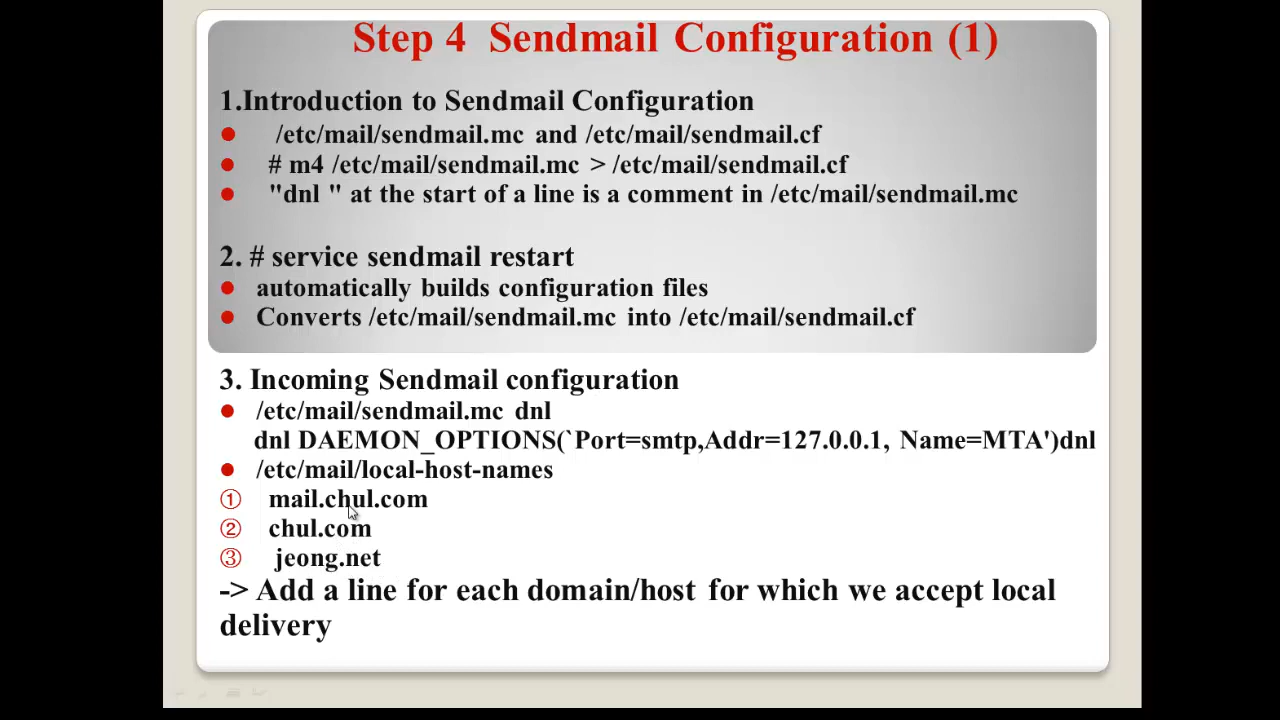 Step 4 Sendmail Configuration (1)
1.Introduction to Sendmail Configuration
● /etc/mail/sendmail.mc and /etc/mail/sendmail.cf
● # m4 /etc/mail/sendmail.mc > /etc/mail/sendmail.cf
● "dnl " at the start of a line is a comment in /etc/mail/sendmail.mc
2. # service sendmail restart
● automatically builds configuration files
● Converts /etc/mail/sendmail.mc into /etc/mail/sendmail.cf
3. Incoming Sendmail configuration
● /etc/mail/sendmail.mc dnl
dnl DAEMON_OPTIONS(`Port=smtp,Addr=127.0.0.1, Name=MTA')dnl
● /etc/mail/local-host-names
① mail.chul.com
② chul.com
③ jeong.net
-> Add a line for each domain/host for which we accept local
delivery